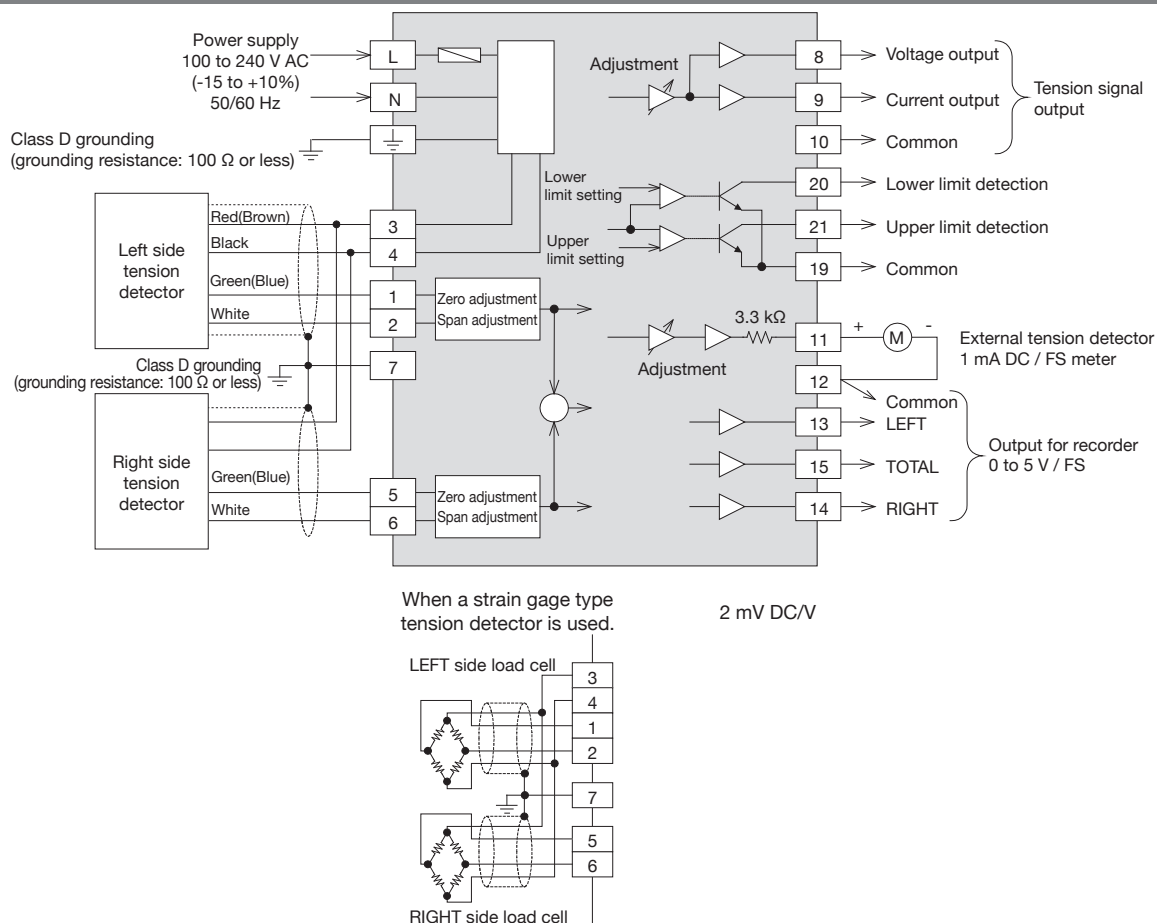 Power supply
100 to 240 V AC
(-15 to +10%)
50/60 Hz
L
N
Class D grounding
(grounding resistance: 100 Ω or less)
Left side
tension
detector
Red(Brown)
Black
Green(Blue)
White
3
4
1
2
7
Class D grounding
(grounding resistance: 100 Ω or less)
Right side
tension
detector
Green(Blue)
White
5
6
Zero adjustment
Span adjustment
Zero adjustment
Span adjustment
Adjustment
8
Voltage output
9
Current output
10
Common
Tension signal
output
Lower
limit setting
Upper
limit setting
20
Lower limit detection
21
Upper limit detection
19
Common
Adjustment
3.3 kΩ
11
+
M
-
External tension detector
1 mA DC / FS meter
12
Common
13
LEFT
15
TOTAL
14
RIGHT
Output for recorder
0 to 5 V / FS
When a strain gage type
tension detector is used.
2 mV DC/V
LEFT side load cell
3
4
1
2
7
5
6
RIGHT side load cell